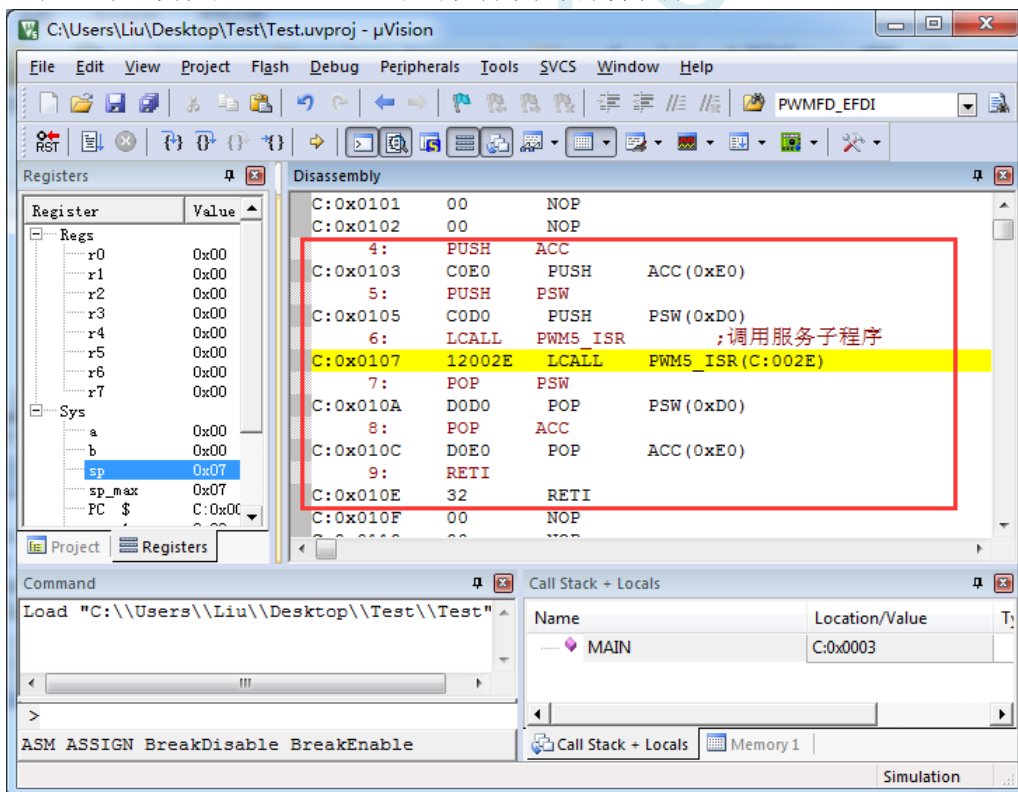 C:\Users\Liu\Desktop\Test\Test.uvproj - µVision
File Edit View Project Flash Debug Peripherals Tools SVCS Window Help
PWMFD_EFDI
RST
Registers
Disassembly
Register Value
Regs
r0 0x00
r1 0x00
r2 0x00
r3 0x00
r4 0x00
r5 0x00
r6 0x00
r7 0x00
Sys
a 0x00
b 0x00
sp 0x07
sp_max 0x07
PC $ C:0x00
C:0x0101 00 NOP
C:0x0102 00 NOP
4: PUSH ACC
C:0x0103 C0E0 PUSH ACC(0xE0)
5: PUSH PSW
C:0x0105 C0D0 PUSH PSW(0xD0)
6: LCALL PWM5_ISR ;调用服务子程序
C:0x0107 12002E LCALL PWM5_ISR(C:002E)
7: POP PSW
C:0x010A D0D0 POP PSW(0xD0)
8: POP ACC
C:0x010C D0E0 POP ACC(0xE0)
9: RETI
C:0x010E 32 RETI
C:0x010F 00 NOP
Project Registers
Command
Load "C:\\Users\\Liu\\Desktop\\Test\\Test"
>
ASM ASSIGN BreakDisable BreakEnable
Call Stack + Locals
Name Location/Value
MAIN C:0x0003
Call Stack + Locals Memory 1
Simulation